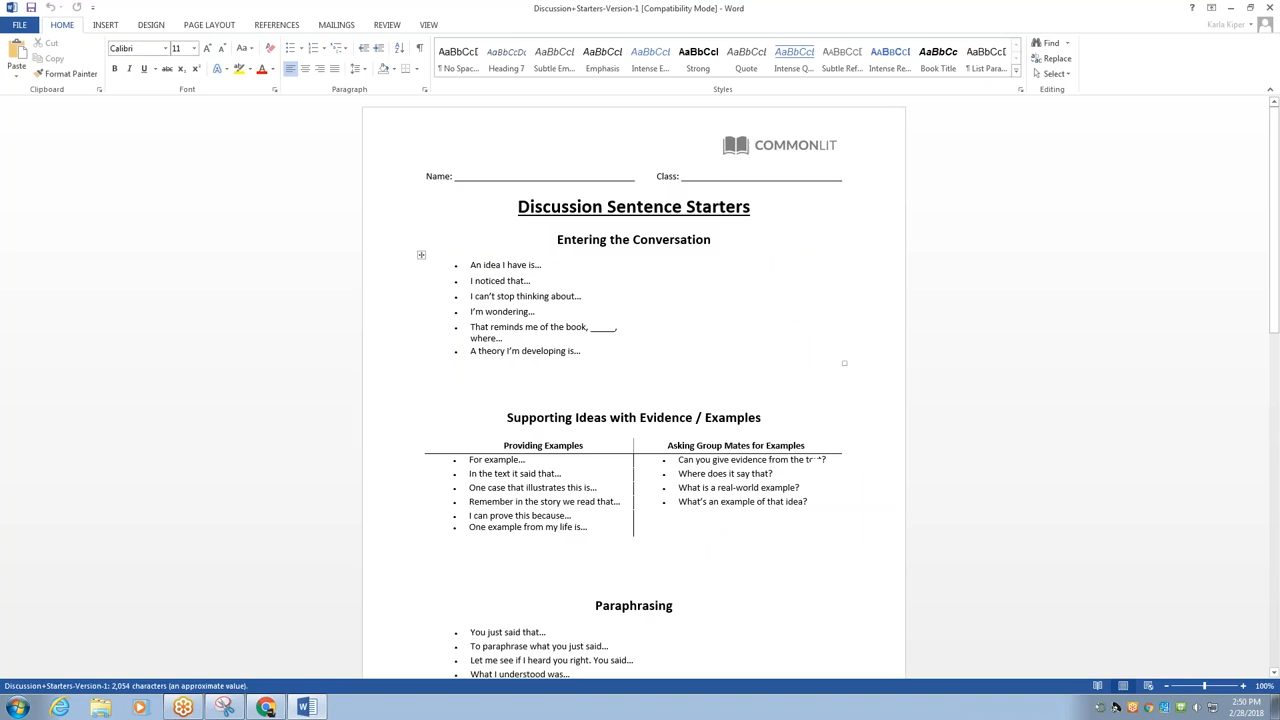 Discussion+Starters-Version-1 [Compatibility Mode] - Word
FILE HOME INSERT DESIGN PAGE LAYOUT REFERENCES MAILINGS REVIEW VIEW Karla Kiper
Cut
Copy
Format Painter
Paste
Clipboard
Calibri 11
Font
Paragraph
AaBbCcI AaBbCcDc AaBbCcI AaBbCcI AaBbCcI AaBbCcI AaBbCcI AaBbCcI AaBbCcI AaBbCcI AaBbCc AaBbCcI
¶ No Spac... Heading 7 Subtle Em... Emphasis Intense E... Strong Quote Intense Q... Subtle Ref... Intense Re... Book Title ¶ List Para...
Styles
Find
Replace
Select
Editing
COMMONLIT
Name: ____________________ Class: ____________________
Discussion Sentence Starters
Entering the Conversation
• An idea I have is…
• I noticed that…
• I can't stop thinking about…
• I'm wondering…
• That reminds me of the book, _____,
where…
• A theory I'm developing is…
Supporting Ideas with Evidence / Examples
Providing Examples
• For example…
• In the text it said that…
• One case that illustrates this is…
• Remember in the story we read that…
• I can prove this because…
• One example from my life is…
Asking Group Mates for Examples
• Can you give evidence from the
• Where does it say that?
• What is a real-world example?
• What's an example of that idea?
Paraphrasing
• You just said that…
• To paraphrase what you just said…
• Let me see if I heard you right. You said…
• What I understood was…
Discussion+Starters-Version-1: 2,054 characters (an approximate value).
100%
2:50 PM
2/28/2018